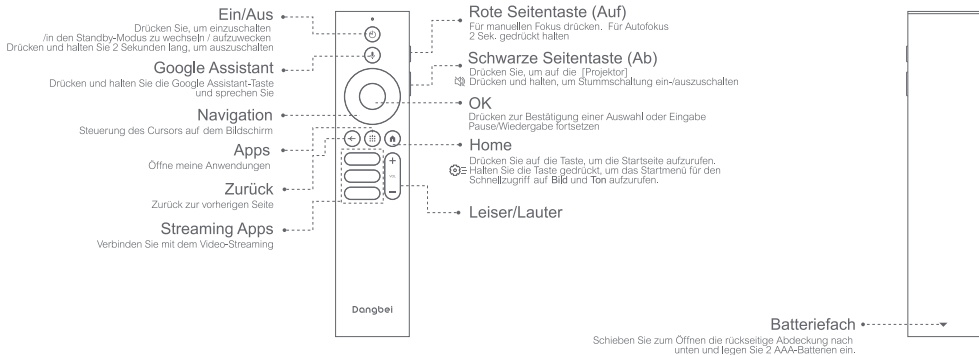 Ein/Aus
Drücken Sie, um einzuschalten
/in den Standby-Modus zu wechseln / aufzuwecken
Drücken und halten Sie 2 Sekunden lang, um auszuschalten
Google Assistant
Drücken und halten Sie die Google Assistant-Taste
und sprechen Sie
Navigation
Steuerung des Cursors auf dem Bildschirm
Apps
Öffne meine Anwendungen
Zurück
Zurück zur vorherigen Seite
Streaming Apps
Verbinden Sie mit dem Video-Streaming
VOL
Dangbei
Rote Seitentaste (Auf)
Für manuellen Fokus drücken. Für Autofokus
2 Sek. gedrückt halten
Schwarze Seitentaste (Ab)
Drücken Sie, um auf die [Projektor]
Drücken und halten, um Stummschaltung ein-/auszuschalten
OK
Drücken zur Bestätigung einer Auswahl oder Eingabe
Pause/Wiedergabe fortsetzen
Home
Drücken Sie auf die Taste, um die Startseite aufzurufen.
Halten Sie die Taste gedrückt, um das Startmenü für den
Schnellzugriff auf Bild und Ton aufzurufen.
Leiser/Lauter
Batteriefach
Schieben Sie zum Öffnen die rückseitige Abdeckung nach
unten und legen Sie 2 AAA-Batterien ein.